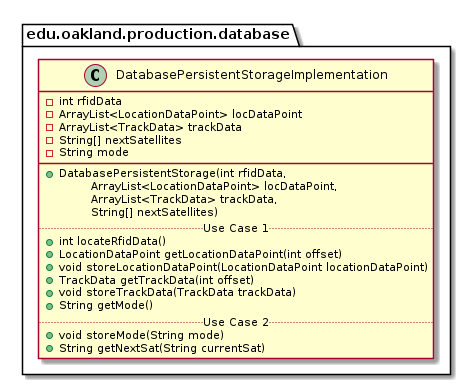 edu.oakland.production.database
C DatabasePersistentStorageImplementation
int rfidData
ArrayList<LocationDataPoint> locDataPoint
ArrayList<TrackData> trackData
String[] nextSatellites
String mode
DatabasePersistentStorage(int rfidData,
ArrayList<LocationDataPoint> locDataPoint,
ArrayList<TrackData> trackData,
String[] nextSatellites)
Use Case 1
int locateRfidData()
LocationDataPoint getLocationDataPoint(int offset)
void storeLocationDataPoint(LocationDataPoint locationDataPoint)
TrackData getTrackData(int offset)
void storeTrackData(TrackData trackData)
String getMode()
Use Case 2
void storeMode(String mode)
String getNextSat(String currentSat)